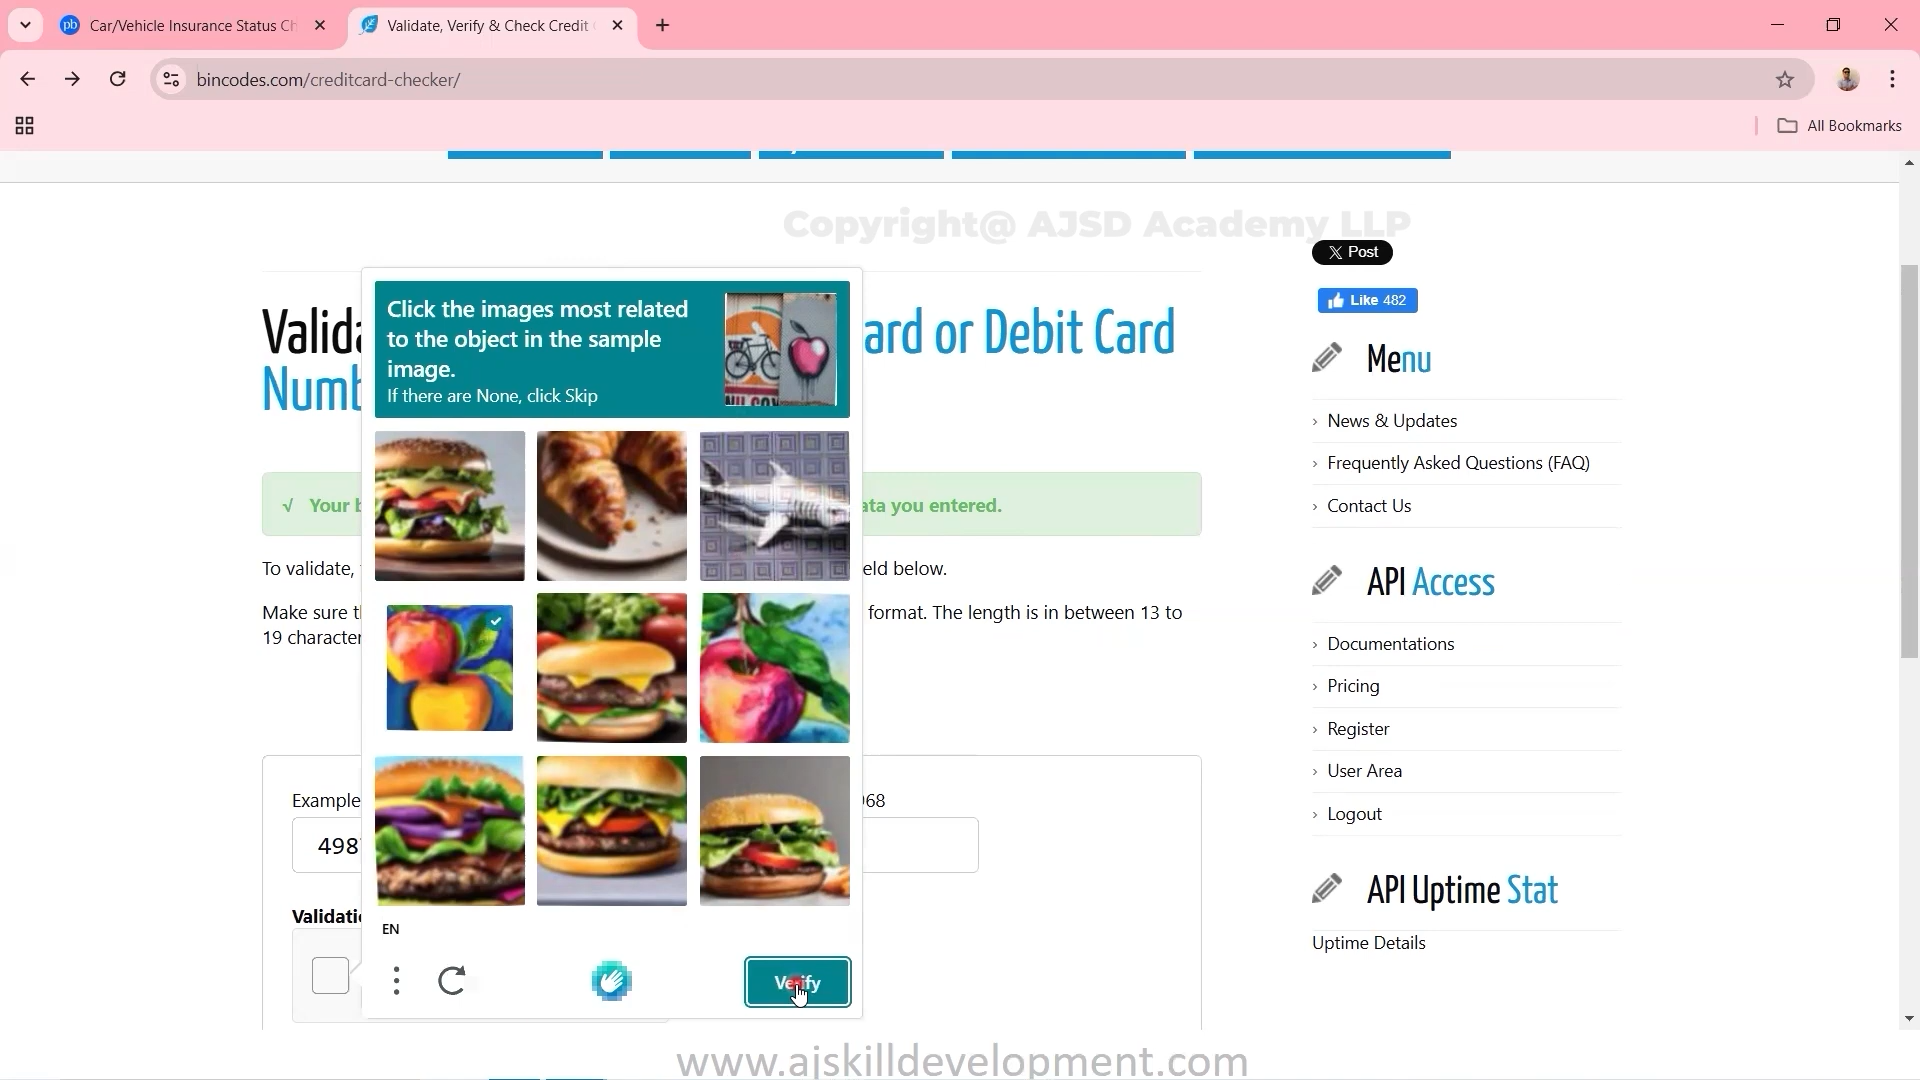 pb Car/Vehicle Insurance Status Ch
Validate, Verify & Check Credit
bincodes.com/creditcard-checker/
All Bookmarks
Copyright@ AJSD Academy LLP
Post
Like 482
Valida ard or Debit Card
Numb
Click the images most related
to the object in the sample
image.
If there are None, click Skip
√ Your b ata you entered.
To validate, eld below.
Make sure t format. The length is in between 13 to
19 character
Example 968
498
Validatio
EN
Verify
Menu
› News & Updates
› Frequently Asked Questions (FAQ)
› Contact Us
API Access
› Documentations
› Pricing
› Register
› User Area
› Logout
API Uptime Stat
Uptime Details
www.ajskilldevelopment.com